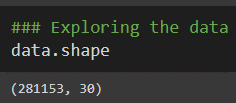 ### Exploring the data
data.shape
(281153, 30)